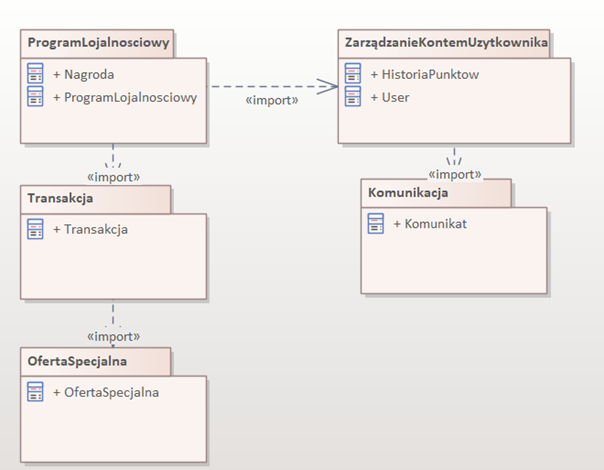 ProgramLojalnosciowy
+ Nagroda
+ ProgramLojalnosciowy
«import»
ZarządzanieKontemUzytkownika
+ HistoriaPunktow
+ User
«import»
Transakcja
+ Transakcja
«import»
Komunikacja
+ Komunikat
«import»
OfertaSpecjalna
+ OfertaSpecjalna